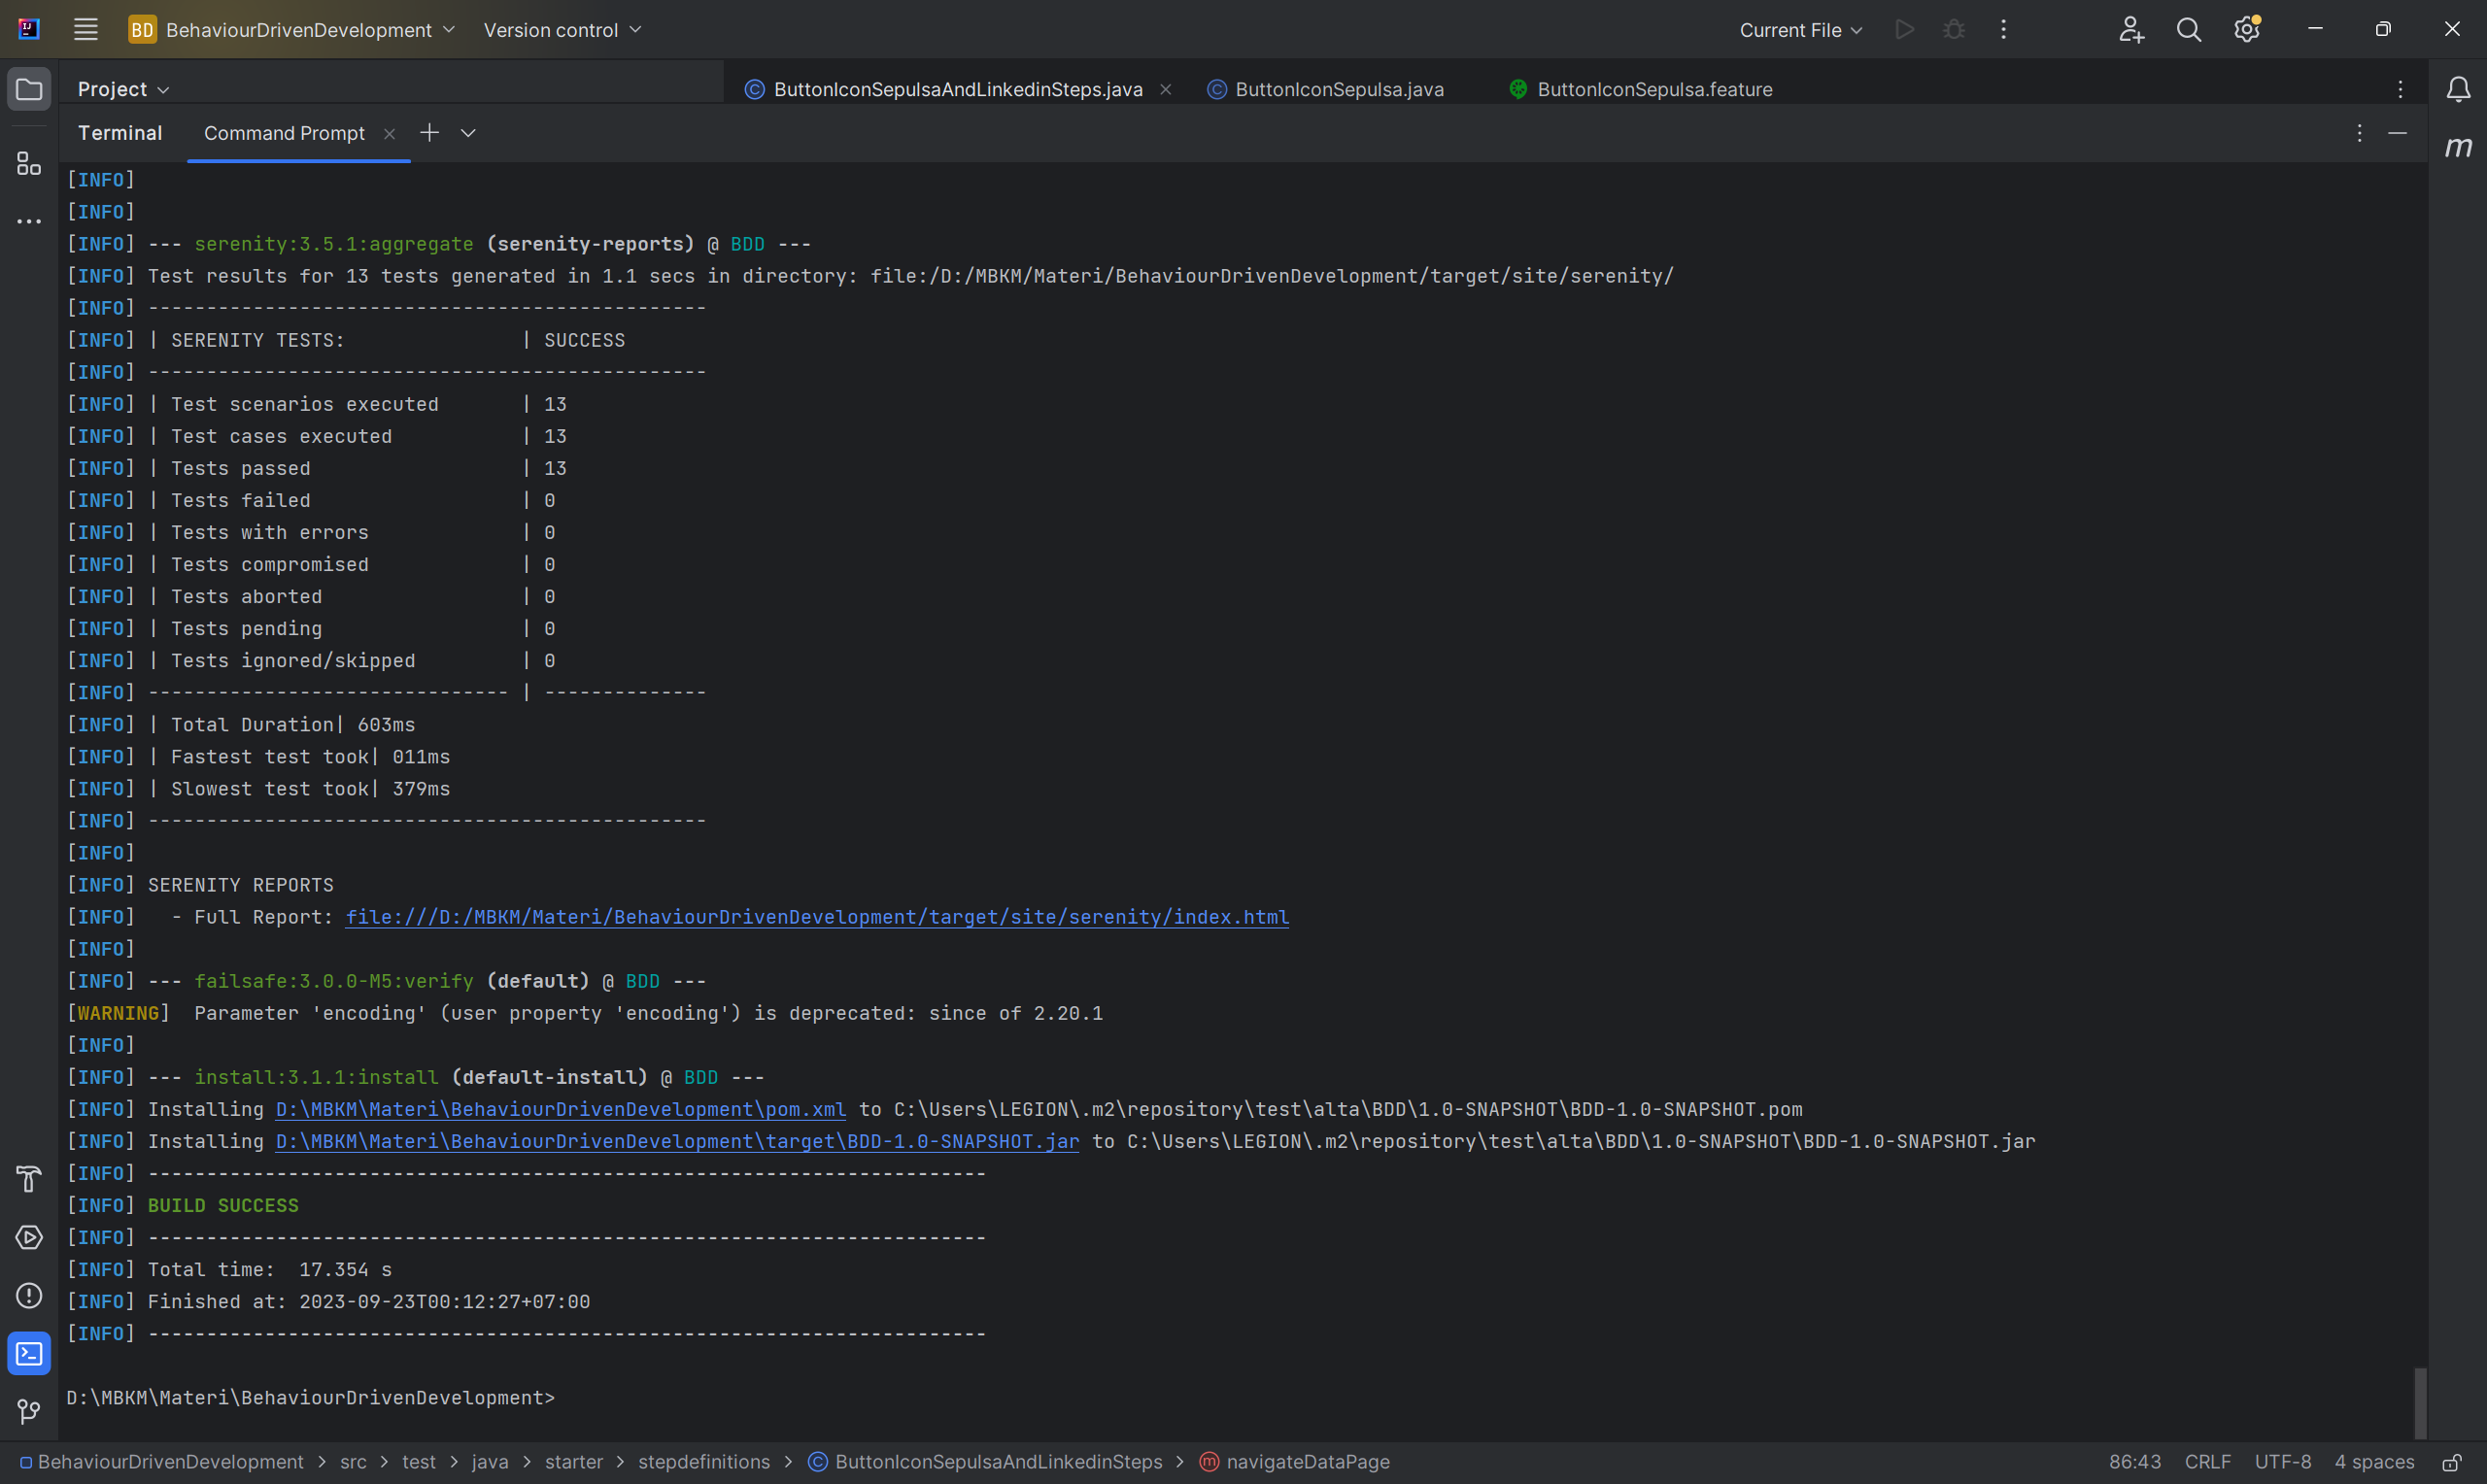 BD BehaviourDrivenDevelopment Version control Current File
Project ButtonIconSepulsaAndLinkedinSteps.java ButtonIconSepulsa.java ButtonIconSepulsa.feature
Terminal Command Prompt
[INFO]
[INFO]
[INFO] --- serenity:3.5.1:aggregate (serenity-reports) @ BDD ---
[INFO] Test results for 13 tests generated in 1.1 secs in directory: file:/D:/MBKM/Materi/BehaviourDrivenDevelopment/target/site/serenity/
[INFO] ------------------------------------------------
[INFO] | SERENITY TESTS:               | SUCCESS
[INFO] ------------------------------------------------
[INFO] | Test scenarios executed       | 13
[INFO] | Test cases executed           | 13
[INFO] | Tests passed                  | 13
[INFO] | Tests failed                  | 0
[INFO] | Tests with errors             | 0
[INFO] | Tests compromised             | 0
[INFO] | Tests aborted                 | 0
[INFO] | Tests pending                 | 0
[INFO] | Tests ignored/skipped         | 0
[INFO] ------------------------------- | --------------
[INFO] | Total Duration| 603ms
[INFO] | Fastest test took| 011ms
[INFO] | Slowest test took| 379ms
[INFO] ------------------------------------------------
[INFO]
[INFO] SERENITY REPORTS
[INFO]   - Full Report: file:///D:/MBKM/Materi/BehaviourDrivenDevelopment/target/site/serenity/index.html
[INFO]
[INFO] --- failsafe:3.0.0-M5:verify (default) @ BDD ---
[WARNING]  Parameter 'encoding' (user property 'encoding') is deprecated: since of 2.20.1
[INFO]
[INFO] --- install:3.1.1:install (default-install) @ BDD ---
[INFO] Installing D:\MBKM\Materi\BehaviourDrivenDevelopment\pom.xml to C:\Users\LEGION\.m2\repository\test\alta\BDD\1.0-SNAPSHOT\BDD-1.0-SNAPSHOT.pom
[INFO] Installing D:\MBKM\Materi\BehaviourDrivenDevelopment\target\BDD-1.0-SNAPSHOT.jar to C:\Users\LEGION\.m2\repository\test\alta\BDD\1.0-SNAPSHOT\BDD-1.0-SNAPSHOT.jar
[INFO] ------------------------------------------------------------------------
[INFO] BUILD SUCCESS
[INFO] ------------------------------------------------------------------------
[INFO] Total time:  17.354 s
[INFO] Finished at: 2023-09-23T00:12:27+07:00
[INFO] ------------------------------------------------------------------------
D:\MBKM\Materi\BehaviourDrivenDevelopment>
BehaviourDrivenDevelopment > src > test > java > starter > stepdefinitions > ButtonIconSepulsaAndLinkedinSteps > navigateDataPage 86:43 CRLF UTF-8 4 spaces